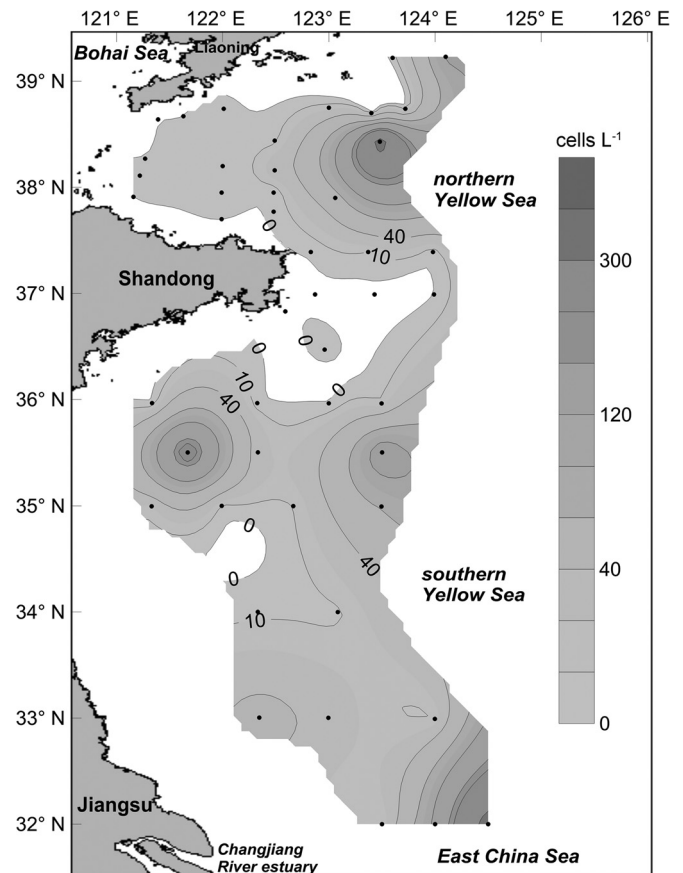 121° E 122° E 123° E 124° E 125° E 126° E
Bohai Sea
Liaoning
39° N
cells L⁻¹
38° N
northern
Yellow Sea
0
40
10
300
Shandong
37° N
0
0
0
10
40
36° N
120
35° N
0
40
40
southern
Yellow Sea
0
34° N
10
0
33° N
Jiangsu
32° N
Changjiang
River estuary
East China Sea